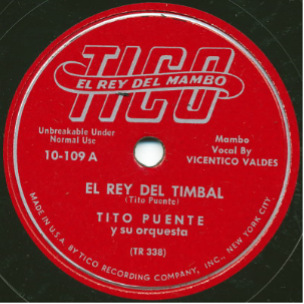 TICO
EL REY DEL MAMBO
Unbreakable Under
Normal Use
10-109 A
Mambo
Vocal By
VICENTICO VALDES
EL REY DEL TIMBAL
(Tito Puente)
TITO PUENTE
y su orquesta
(TR 338)
MADE IN U.S.A. BY TICO RECORDING COMPANY, INC., NEW YORK CITY.